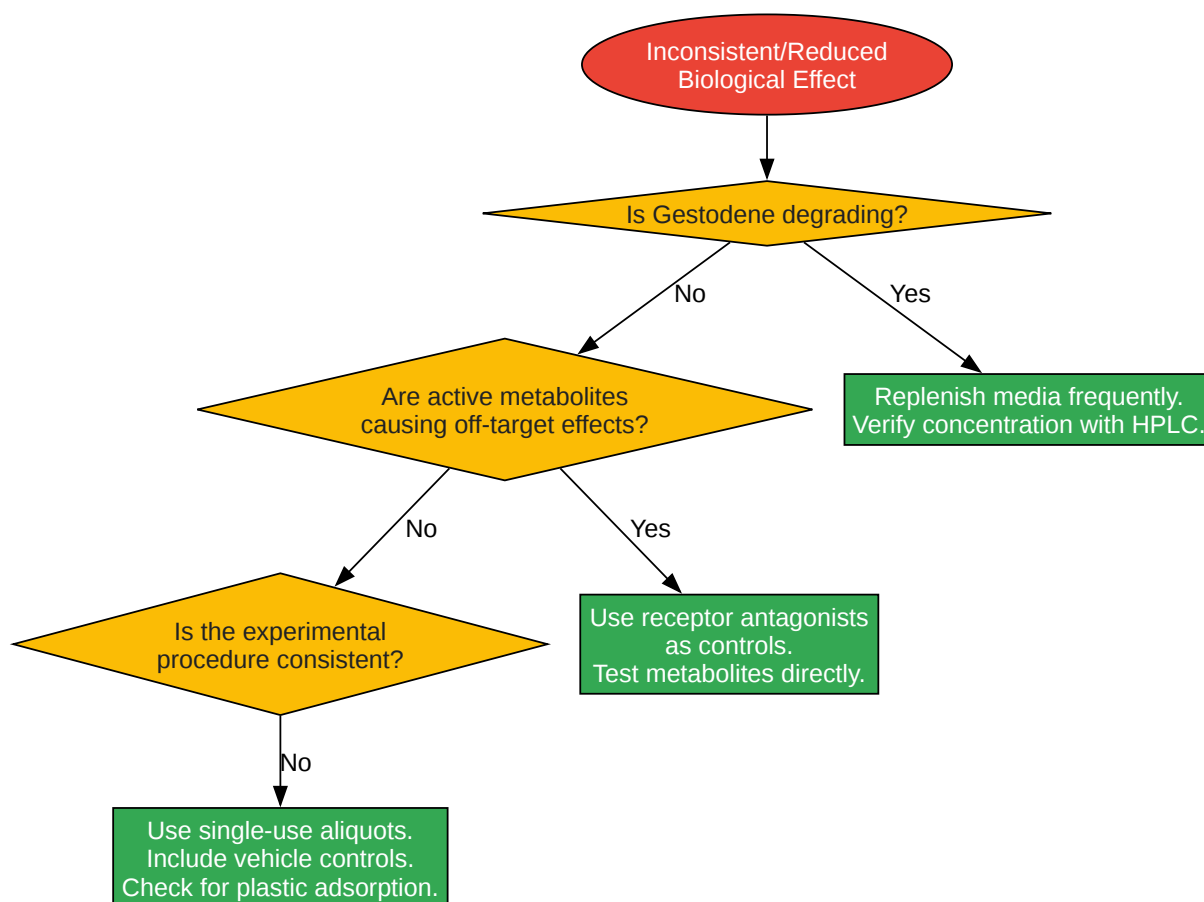 Inconsistent/Reduced
Biological Effect
Is Gestodene degrading?
No
Yes
Are active metabolites
causing off-target effects?
Replenish media frequently.
Verify concentration with HPLC.
No
Yes
Is the experimental
procedure consistent?
Use receptor antagonists
as controls.
Test metabolites directly.
No
Use single-use aliquots.
Include vehicle controls.
Check for plastic adsorption.